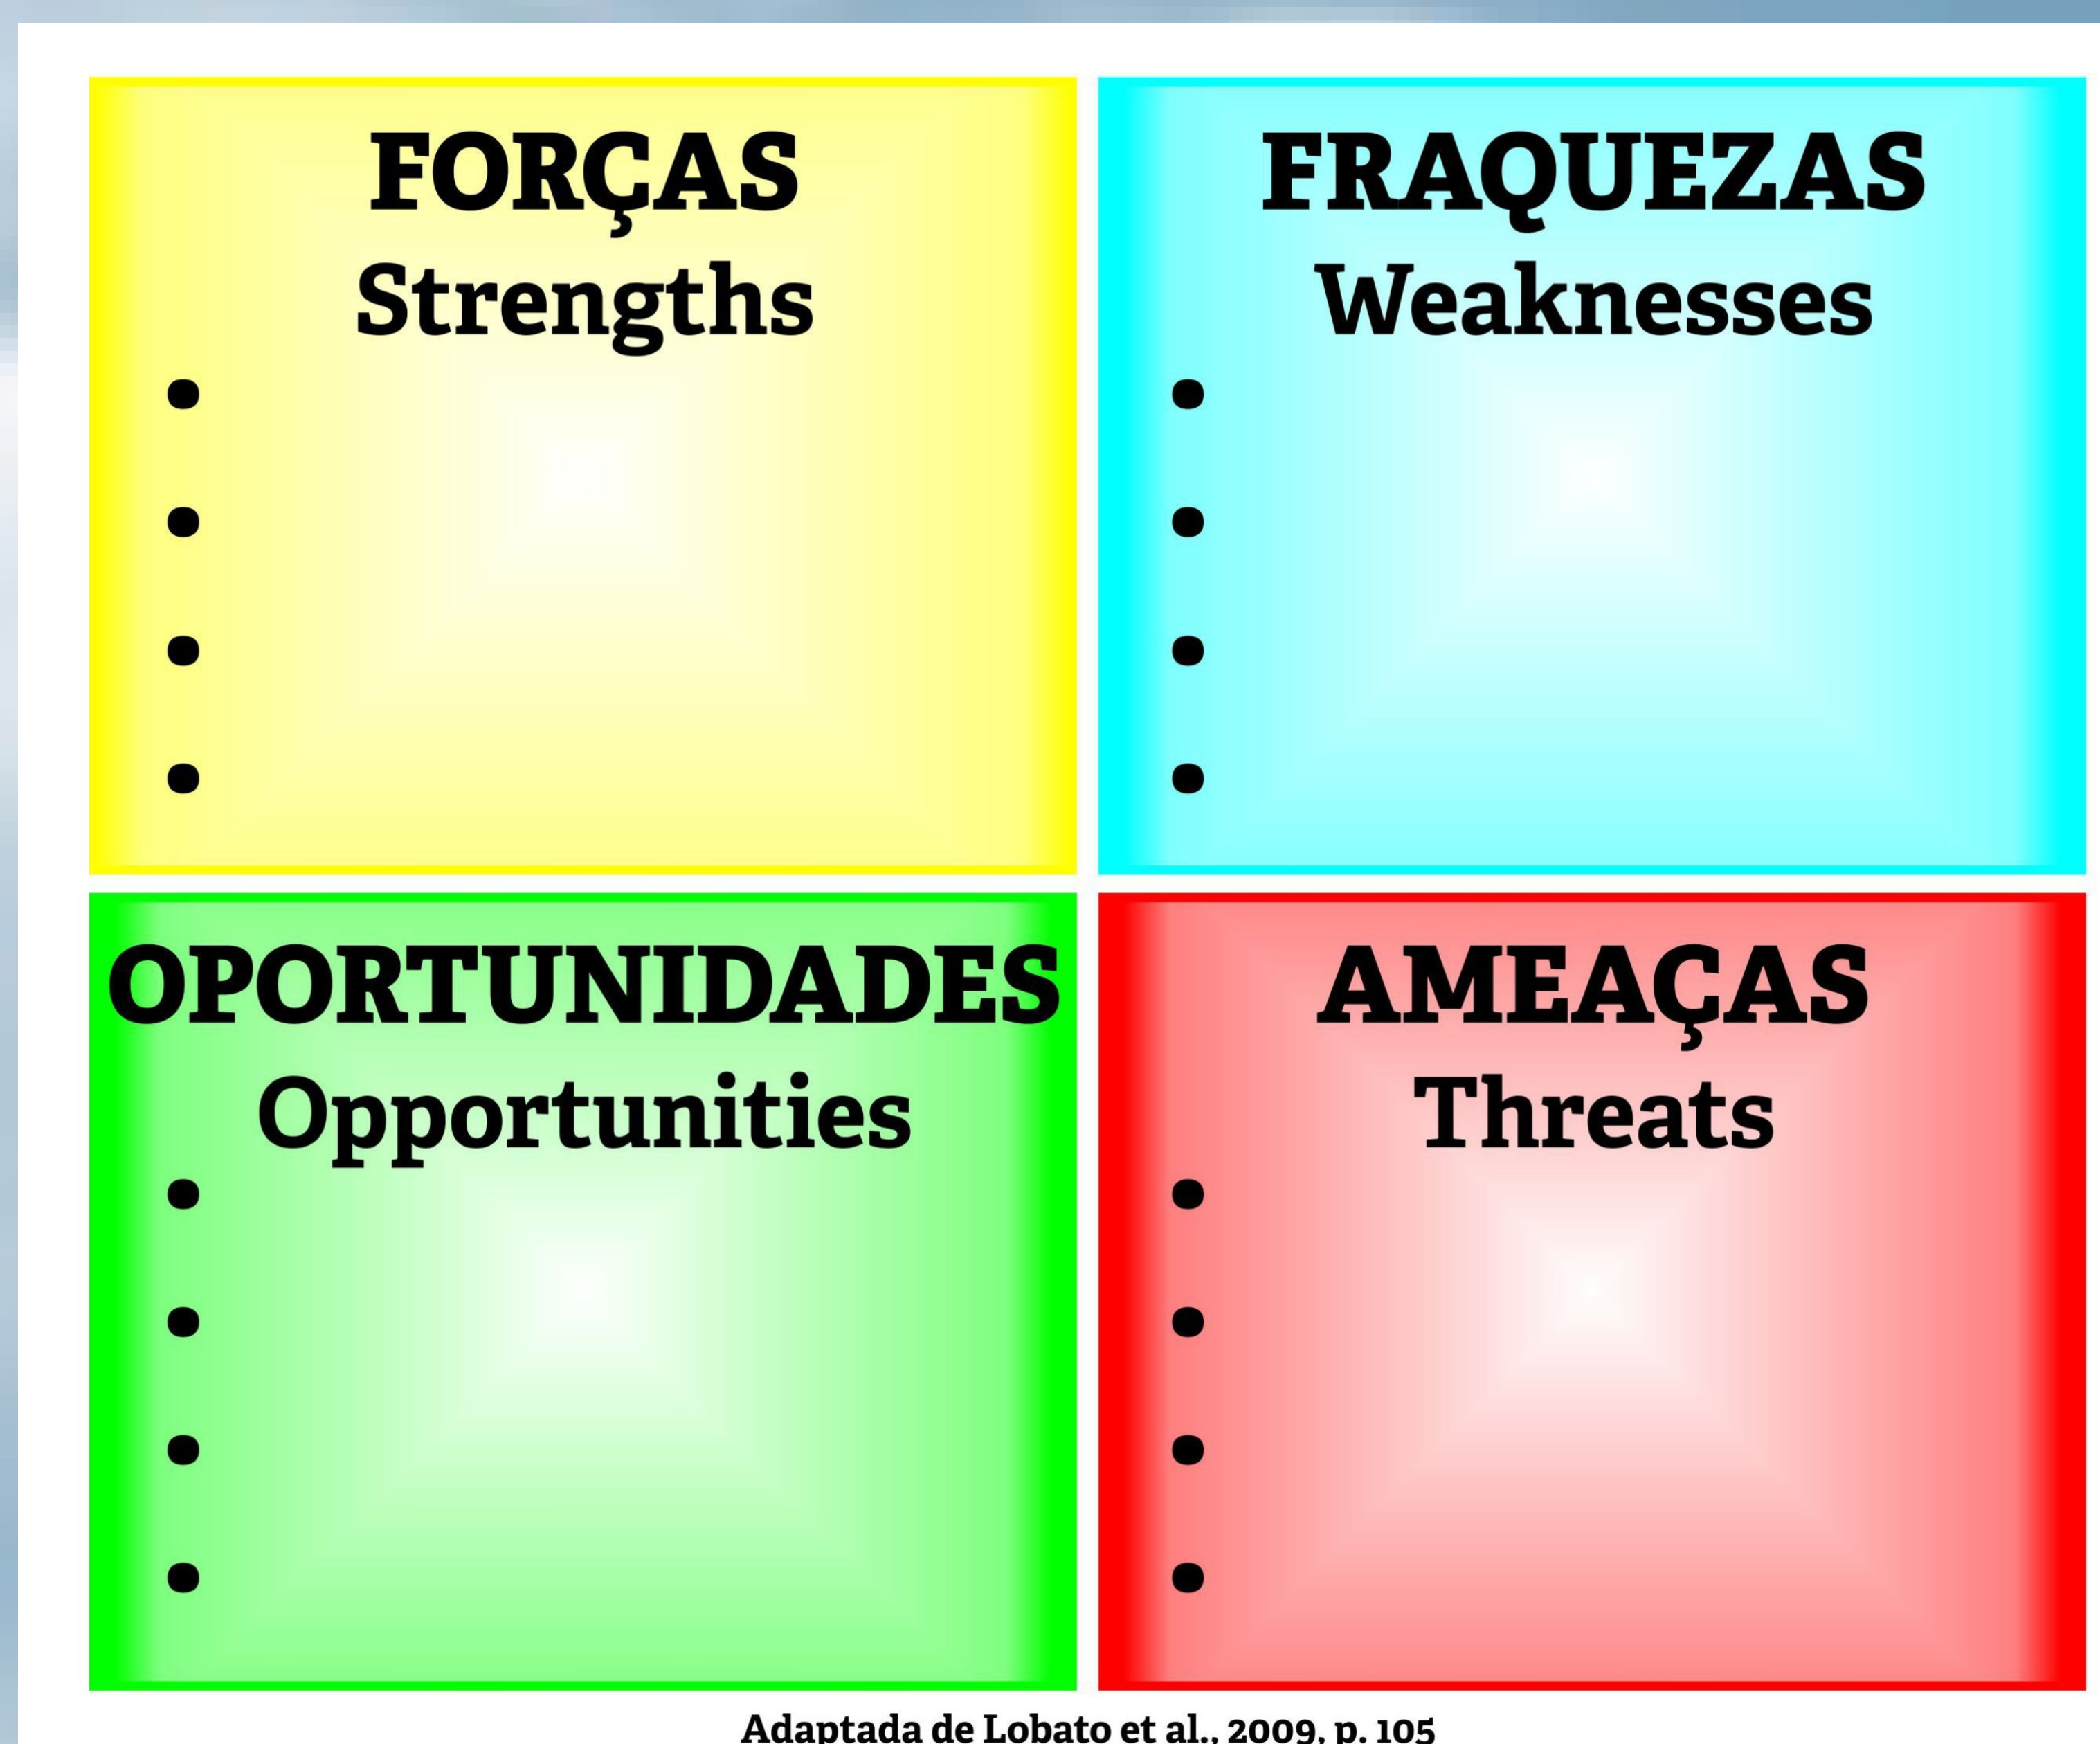 FORÇAS
Strengths
•
•
•
•
FRAQUEZAS
Weaknesses
•
•
•
•
OPORTUNIDADES
Opportunities
•
•
•
•
AMEAÇAS
Threats
•
•
•
•
Adaptada de Lobato et al., 2009, p. 105